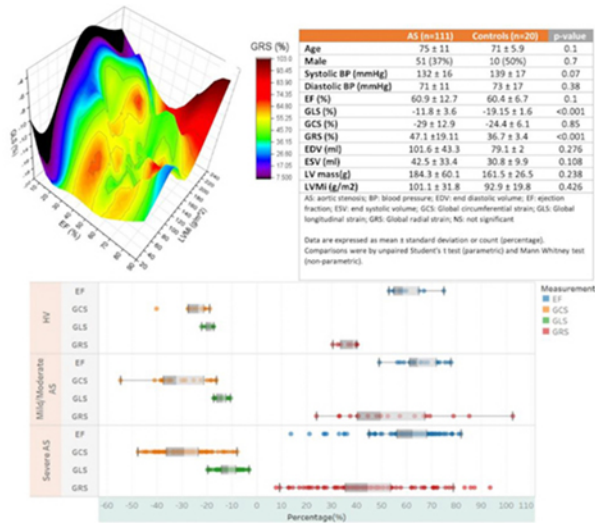 GRS (%)
103.0
93.45
83.90
74.35
64.80
55.25
45.70
36.15
26.60
17.05
7.500
GLS (%)
EF (%)
LVM (g/m2)
AS (n=111) Controls (n=20) p-value
Age 75 ± 11 71 ± 5.9 0.1
Male 51 (37%) 10 (50%) 0.7
Systolic BP (mmHg) 132 ± 16 139 ± 17 0.07
Diastolic BP (mmHg) 71 ± 11 73 ± 17 0.38
EF (%) 60.9 ± 12.7 60.4 ± 6.7 0.1
GLS (%) -11.8 ± 3.6 -19.15 ± 1.6 <0.001
GCS (%) -29 ± 12.9 -24.4 ± 6.1 0.85
GRS (%) 47.1 ±19.11 36.7 ± 3.4 <0.001
EDV (ml) 101.6 ± 43.3 79.1 ± 2 0.276
ESV (ml) 42.5 ± 33.4 30.8 ± 9.9 0.108
LV mass(g) 184.3 ± 60.1 161.5 ± 26.5 0.238
LVMi (g/m2) 101.1 ± 31.8 92.9 ± 19.8 0.426
AS: aortic stenosis; BP: blood pressure; EDV: end diastolic volume; EF: ejection
fraction; ESV: end systolic volume; GCS: Global circumferential strain; GLS: Global
longitudinal strain; GRS: Global radial strain; NS: not significant
Data are expressed as mean ± standard deviation or count (percentage).
Comparisons were by unpaired Student's t test (parametric) and Mann Whitney test
(non-parametric).
Measurement
EF
GCS
GLS
GRS
HV
EF
GCS
GLS
GRS
Mild/Moderate
AS
EF
GCS
GLS
GRS
Severe AS
EF
GCS
GLS
GRS
-60 -50 -40 -30 -20 -10 0 10 20 30 40 50 60 70 80 90 100 110
Percentage(%)